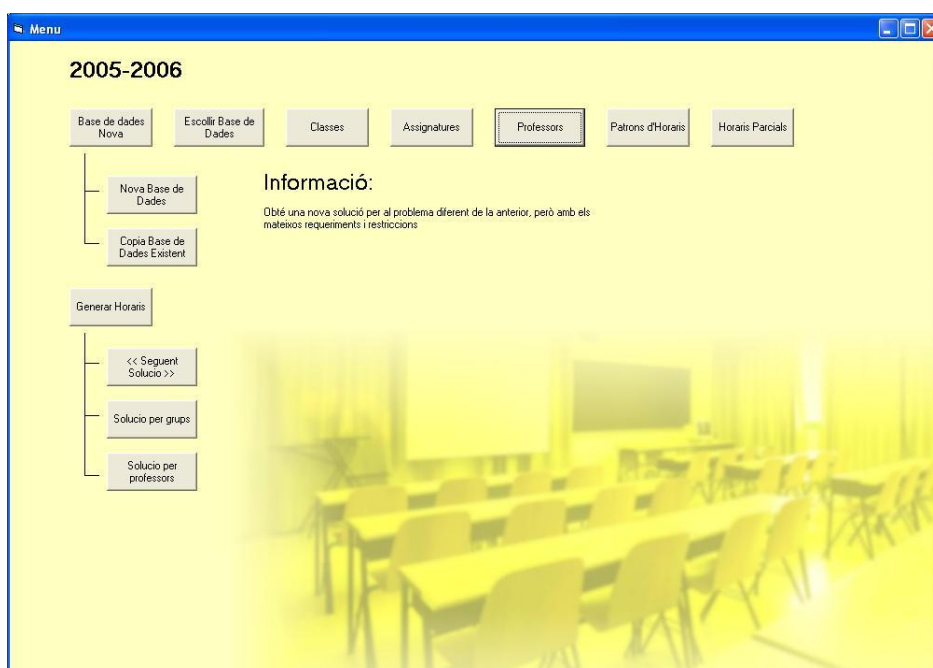 Menu
2005-2006
Base de dades
Nova
Escollir Base de
Dades
Classes
Assignatures
Professors
Patrons d'Horaris
Horaris Parcials
Nova Base de
Dades
Copia Base de
Dades Existent
Informació:
Obté una nova solució per al problema diferent de la anterior, però amb els
mateixos requeriments i restriccions
Generar Horaris
<< Seguent
Solucio >>
Solucio per grups
Solucio per
professors